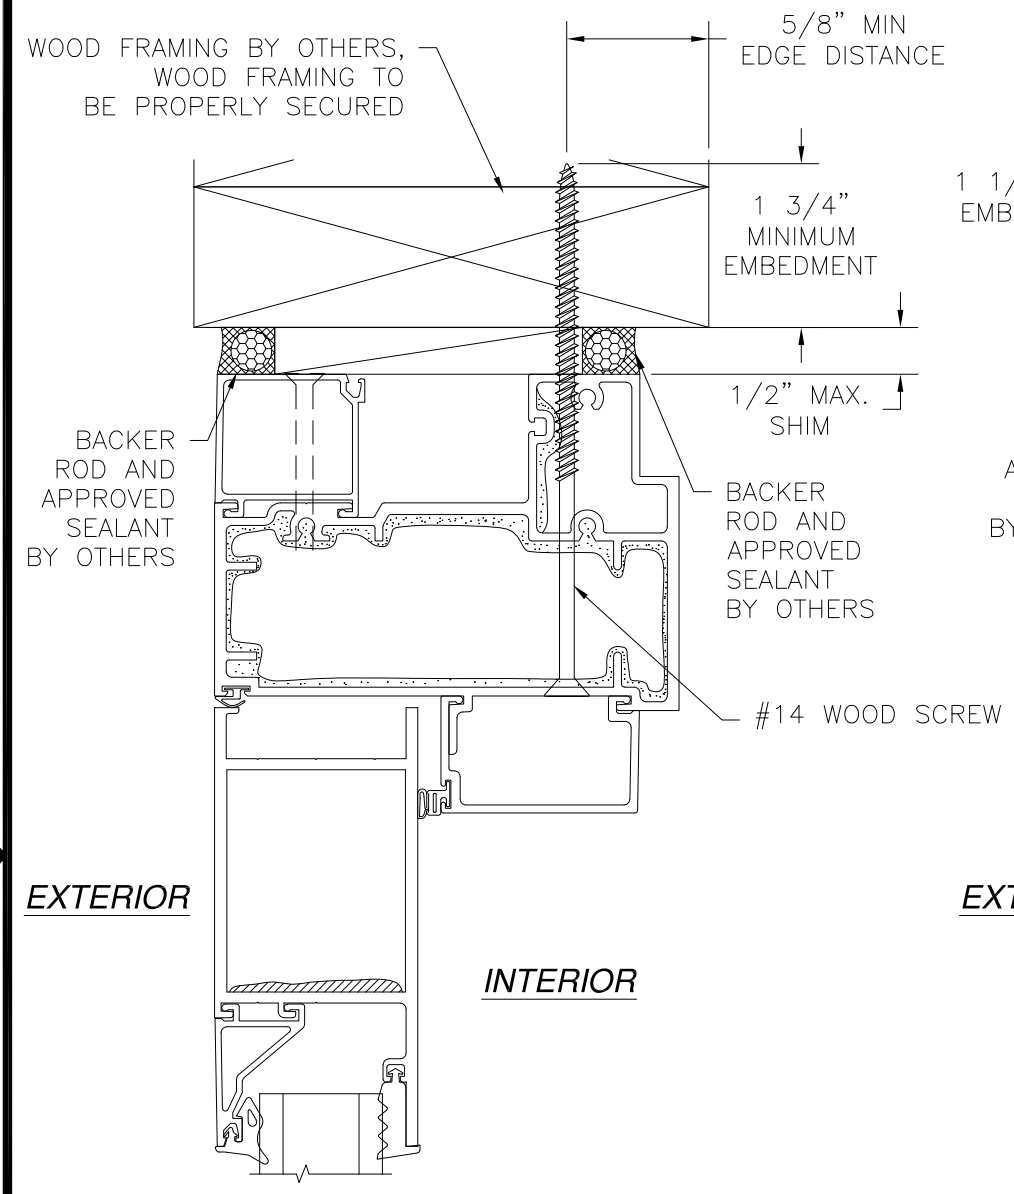 WOOD FRAMING BY OTHERS,
WOOD FRAMING TO
BE PROPERLY SECURED
5/8" MIN
EDGE DISTANCE
1 3/4"
MINIMUM
EMBEDMENT
1/2" MAX.
SHIM
BACKER
ROD AND
APPROVED
SEALANT
BY OTHERS
BACKER
ROD AND
APPROVED
SEALANT
BY OTHERS
#14 WOOD SCREW
EXTERIOR
INTERIOR